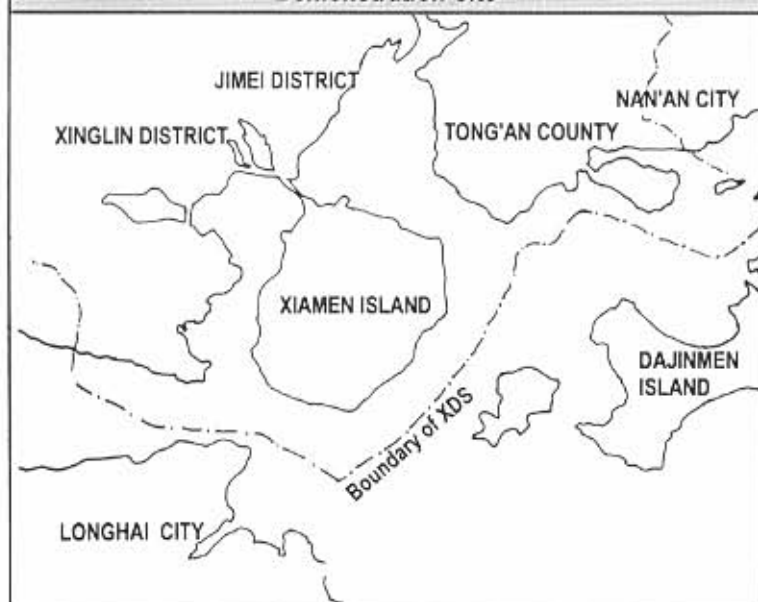 JIMEI DISTRICT
NAN'AN CITY
XINGLIN DISTRICT
TONG'AN COUNTY
XIAMEN ISLAND
DAJINMEN
ISLAND
Boundary of XDS
LONGHAI CITY